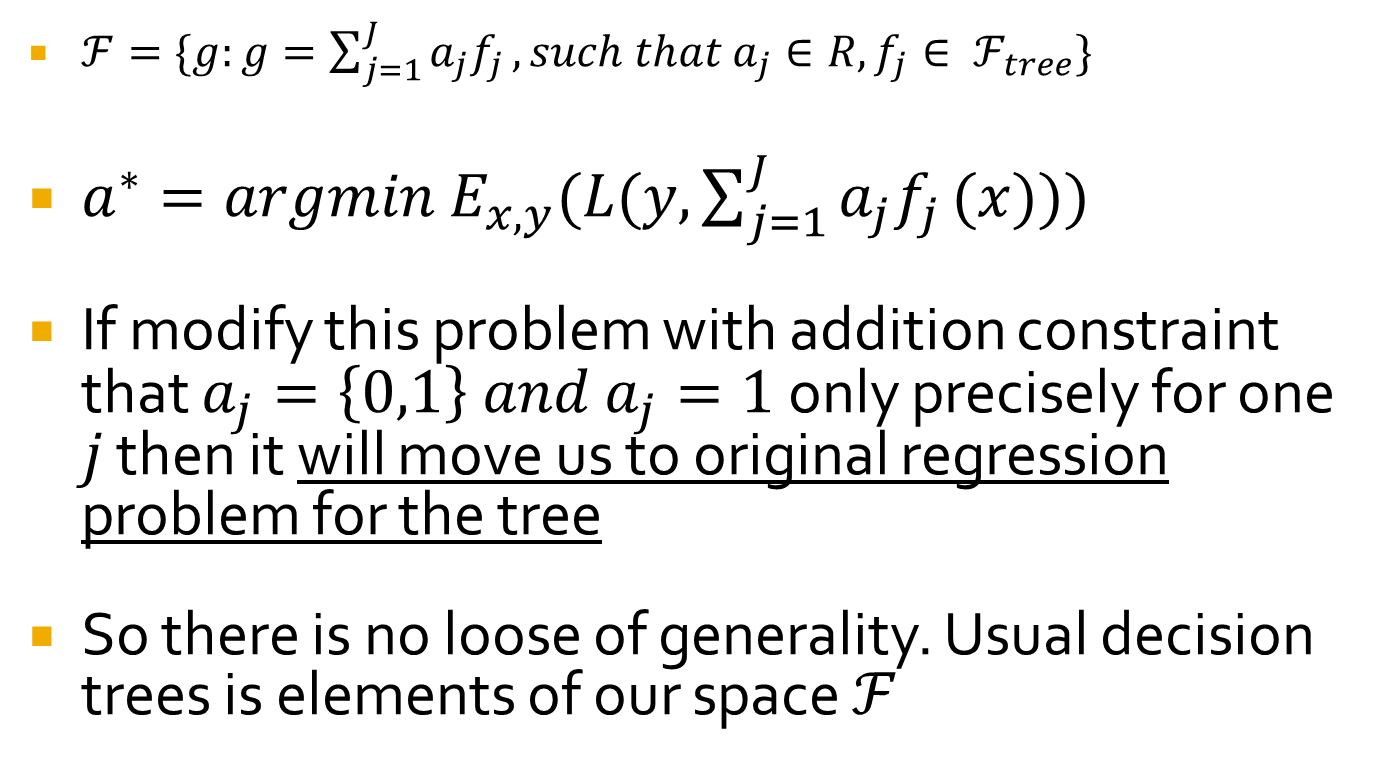 ▪ ℱ = {g: g = ∑_{j=1}^{J} a_j f_j , such that a_j ∈ R, f_j ∈ ℱ_{tree}}
▪ a* = argmin E_{x,y}(L(y, ∑_{j=1}^{J} a_j f_j (x)))
▪ If modify this problem with addition constraint
that a_j = {0,1} and a_j = 1 only precisely for one
j then it will move us to original regression
problem for the tree
▪ So there is no loose of generality. Usual decision
trees is elements of our space ℱ